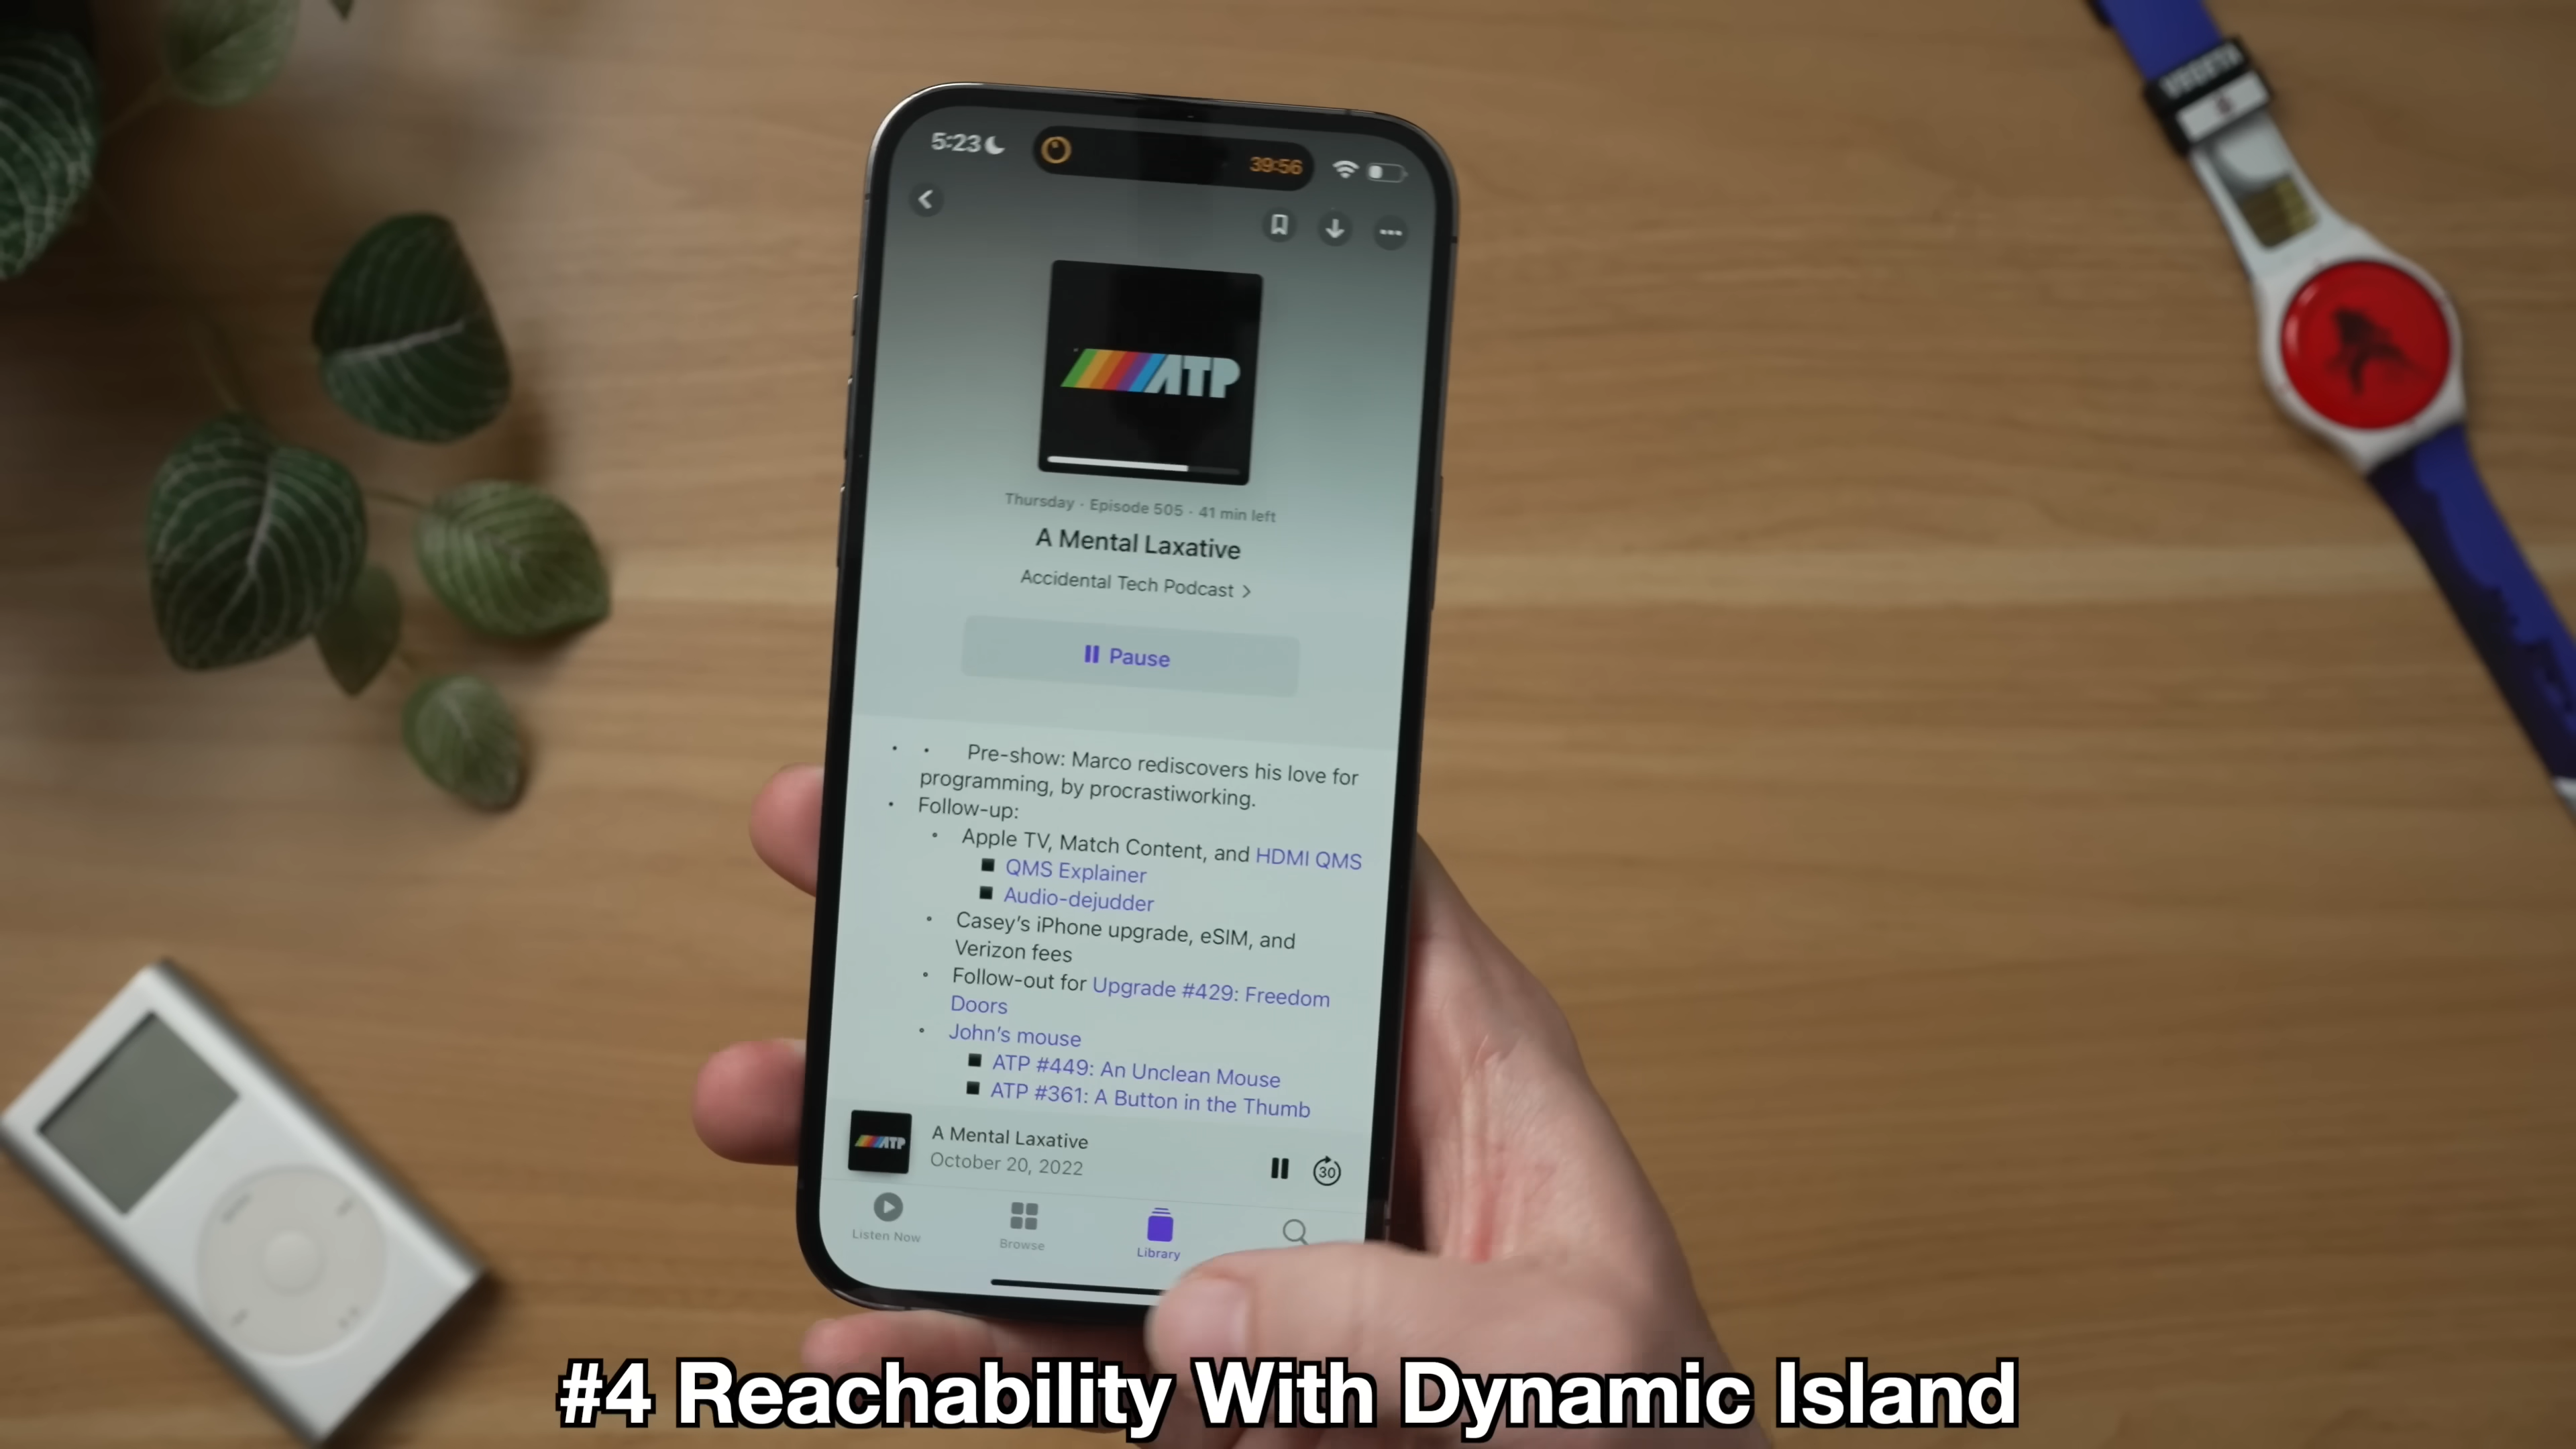 VEGETA
5:23
39:56
ATP
Thursday · Episode 505 · 41 min left
A Mental Laxative
Accidental Tech Podcast >
Pause
• • Pre-show: Marco rediscovers his love for
programming, by procrastiworking.
• Follow-up:
• Apple TV, Match Content, and HDMI QMS
■ QMS Explainer
■ Audio-dejudder
• Casey's iPhone upgrade, eSIM, and
Verizon fees
• Follow-out for Upgrade #429: Freedom
Doors
• John's mouse
■ ATP #449: An Unclean Mouse
■ ATP #361: A Button in the Thumb
ATP
A Mental Laxative
October 20, 2022
30
Listen Now
Browse
Library
#4 Reachability With Dynamic Island